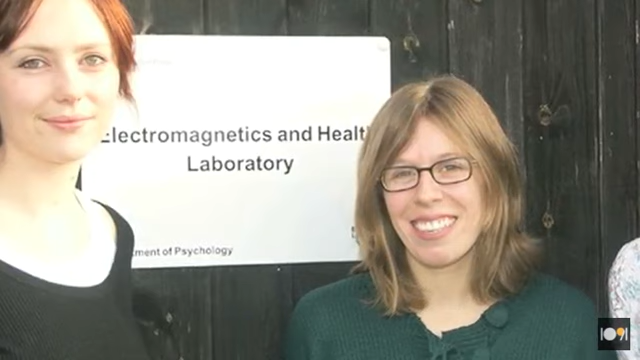 Electromagnetics and Healt
Laboratory
ment of Psychology